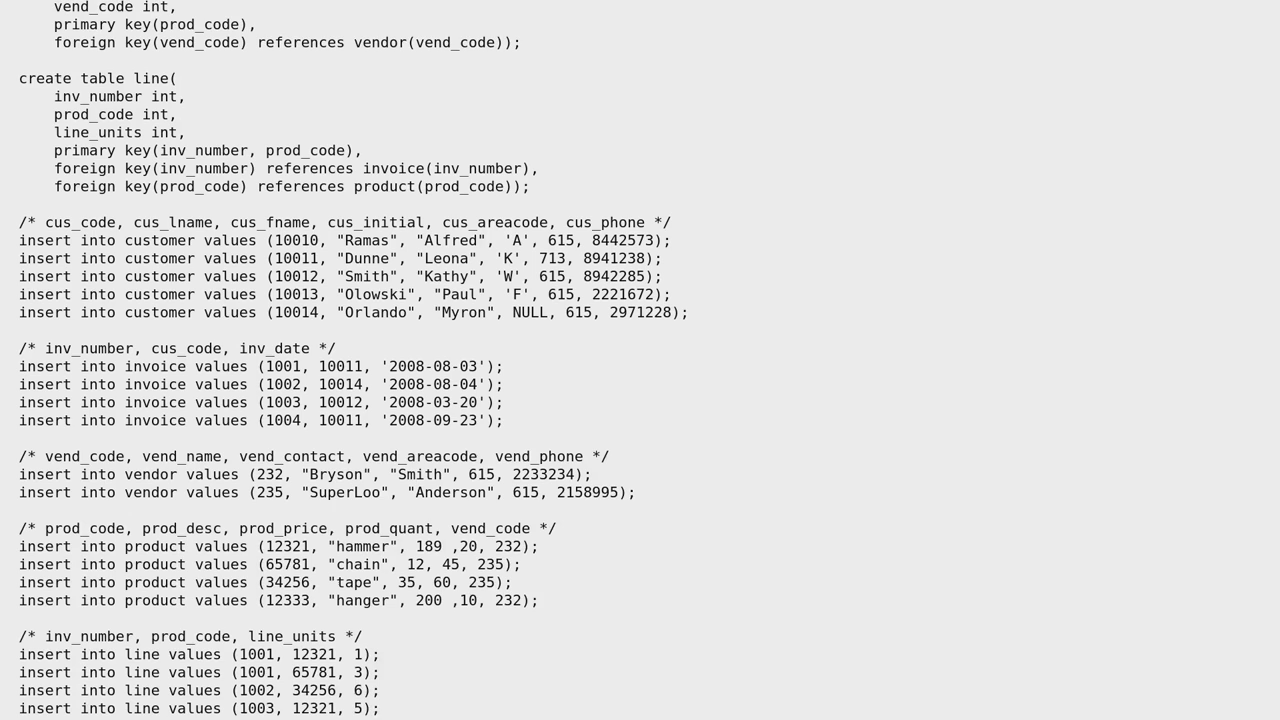 vend_code int,
primary key(prod_code),
foreign key(vend_code) references vendor(vend_code));
create table line(
inv_number int,
prod_code int,
line_units int,
primary key(inv_number, prod_code),
foreign key(inv_number) references invoice(inv_number),
foreign key(prod_code) references product(prod_code));
/* cus_code, cus_lname, cus_fname, cus_initial, cus_areacode, cus_phone */
insert into customer values (10010, "Ramas", "Alfred", 'A', 615, 8442573);
insert into customer values (10011, "Dunne", "Leona", 'K', 713, 8941238);
insert into customer values (10012, "Smith", "Kathy", 'W', 615, 8942285);
insert into customer values (10013, "Olowski", "Paul", 'F', 615, 2221672);
insert into customer values (10014, "Orlando", "Myron", NULL, 615, 2971228);
/* inv_number, cus_code, inv_date */
insert into invoice values (1001, 10011, '2008-08-03');
insert into invoice values (1002, 10014, '2008-08-04');
insert into invoice values (1003, 10012, '2008-03-20');
insert into invoice values (1004, 10011, '2008-09-23');
/* vend_code, vend_name, vend_contact, vend_areacode, vend_phone */
insert into vendor values (232, "Bryson", "Smith", 615, 2233234);
insert into vendor values (235, "SuperLoo", "Anderson", 615, 2158995);
/* prod_code, prod_desc, prod_price, prod_quant, vend_code */
insert into product values (12321, "hammer", 189 ,20, 232);
insert into product values (65781, "chain", 12, 45, 235);
insert into product values (34256, "tape", 35, 60, 235);
insert into product values (12333, "hanger", 200 ,10, 232);
/* inv_number, prod_code, line_units */
insert into line values (1001, 12321, 1);
insert into line values (1001, 65781, 3);
insert into line values (1002, 34256, 6);
insert into line values (1003, 12321, 5);